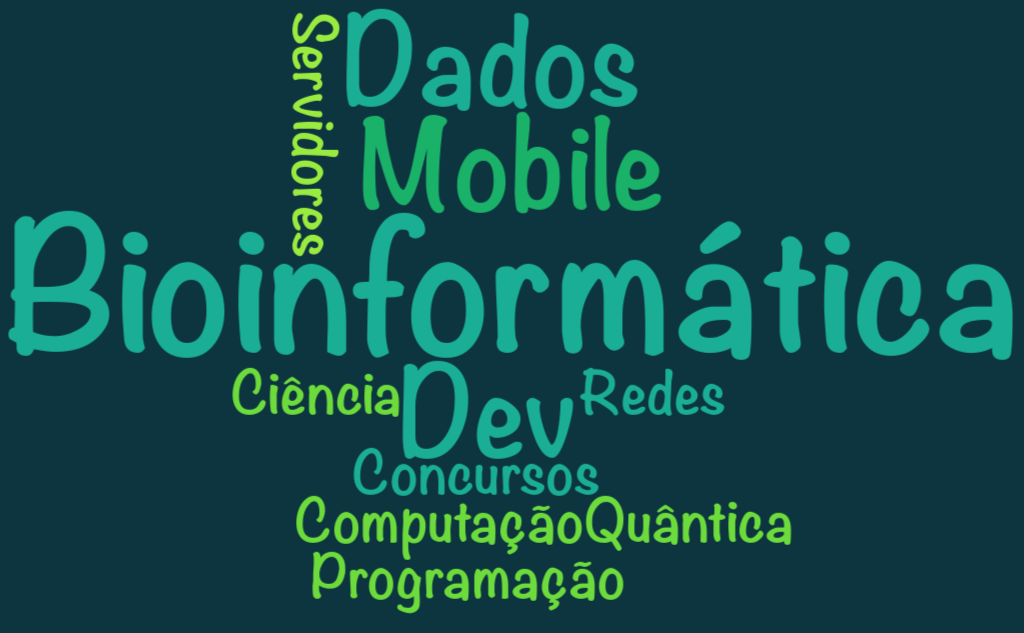 Servidores
Dados
Mobile
Bioinformática
Ciência
Dev
Redes
Concursos
ComputaçãoQuântica
Programação